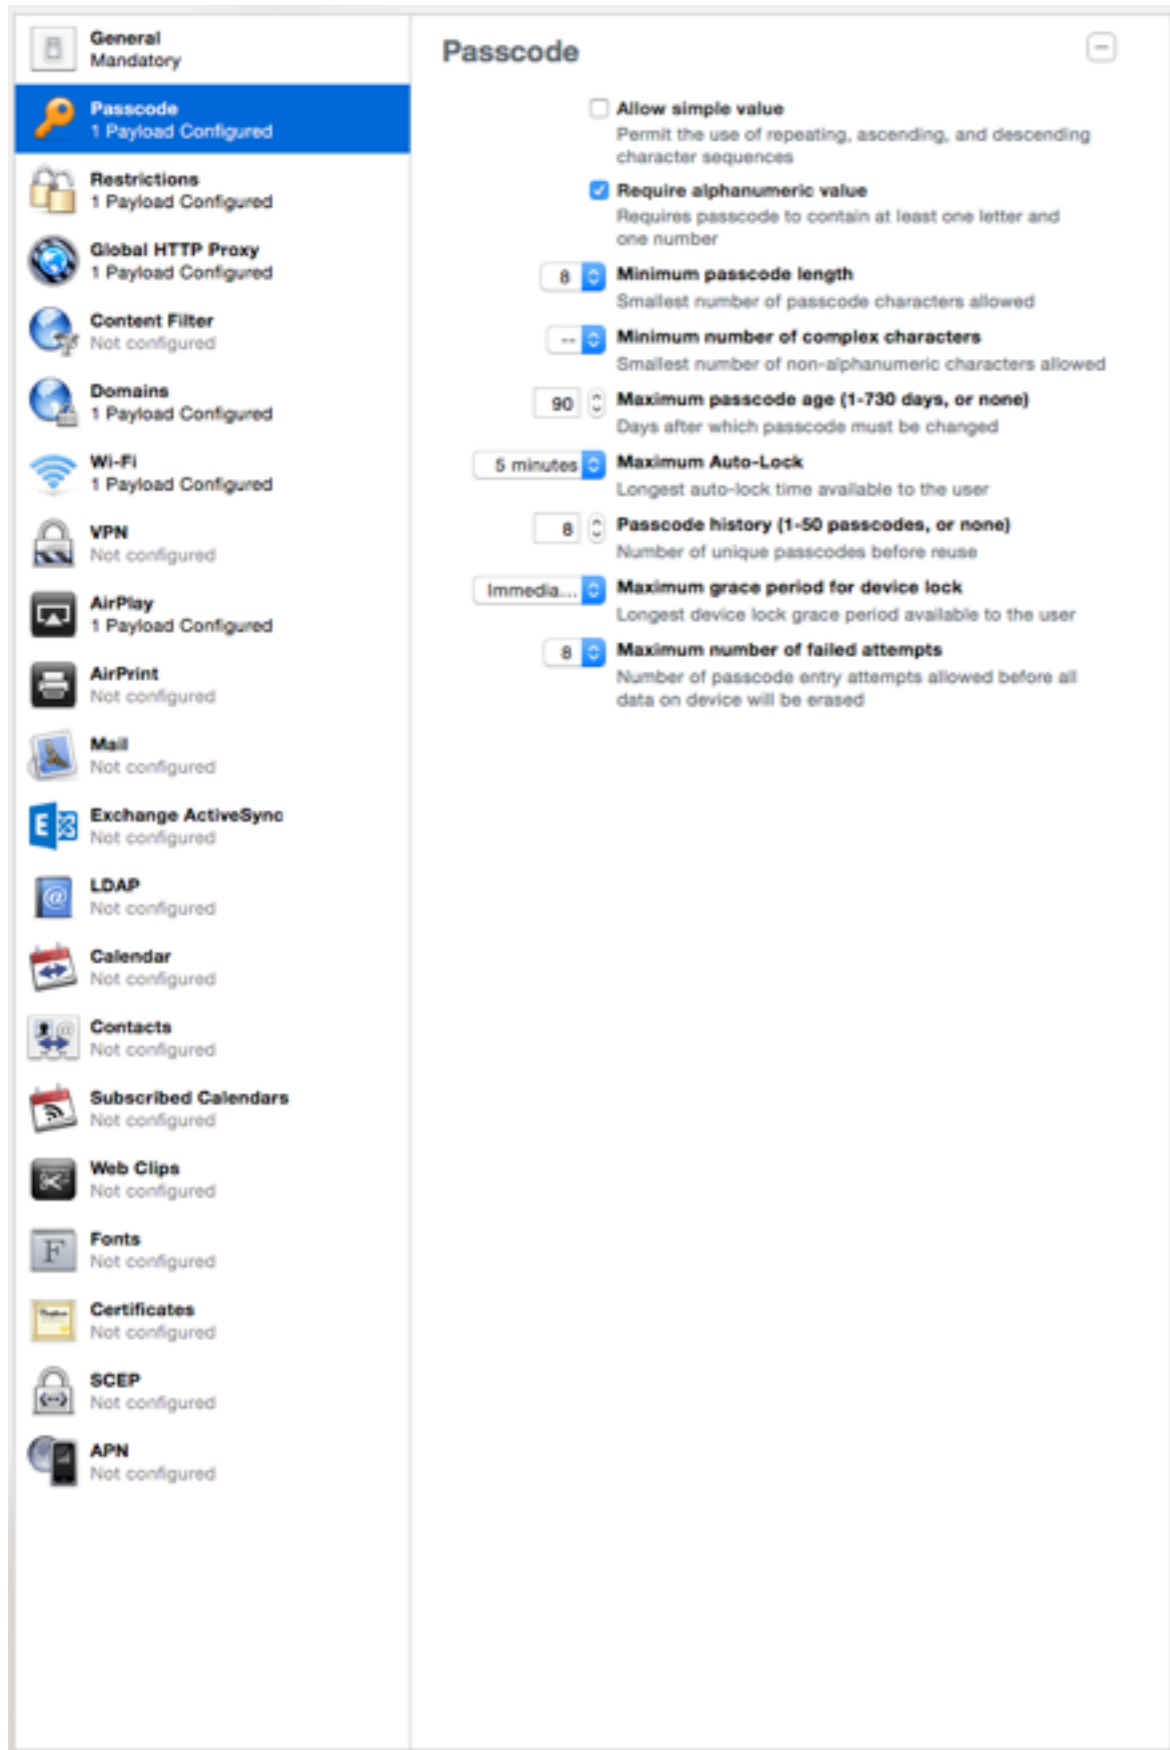 General
Mandatory
Passcode
1 Payload Configured
Restrictions
1 Payload Configured
Global HTTP Proxy
1 Payload Configured
Content Filter
Not configured
Domains
1 Payload Configured
Wi-Fi
1 Payload Configured
VPN
Not configured
AirPlay
1 Payload Configured
AirPrint
Not configured
Mail
Not configured
Exchange ActiveSync
Not configured
LDAP
Not configured
Calendar
Not configured
Contacts
Not configured
Subscribed Calendars
Not configured
Web Clips
Not configured
Fonts
Not configured
Certificates
Not configured
SCEP
Not configured
APN
Not configured
Passcode
Allow simple value
Permit the use of repeating, ascending, and descending
character sequences
Require alphanumeric value
Requires passcode to contain at least one letter and
one number
8 Minimum passcode length
Smallest number of passcode characters allowed
-- Minimum number of complex characters
Smallest number of non-alphanumeric characters allowed
90 Maximum passcode age (1-730 days, or none)
Days after which passcode must be changed
5 minutes Maximum Auto-Lock
Longest auto-lock time available to the user
8 Passcode history (1-50 passcodes, or none)
Number of unique passcodes before reuse
Immedia... Maximum grace period for device lock
Longest device lock grace period available to the user
8 Maximum number of failed attempts
Number of passcode entry attempts allowed before all
data on device will be erased